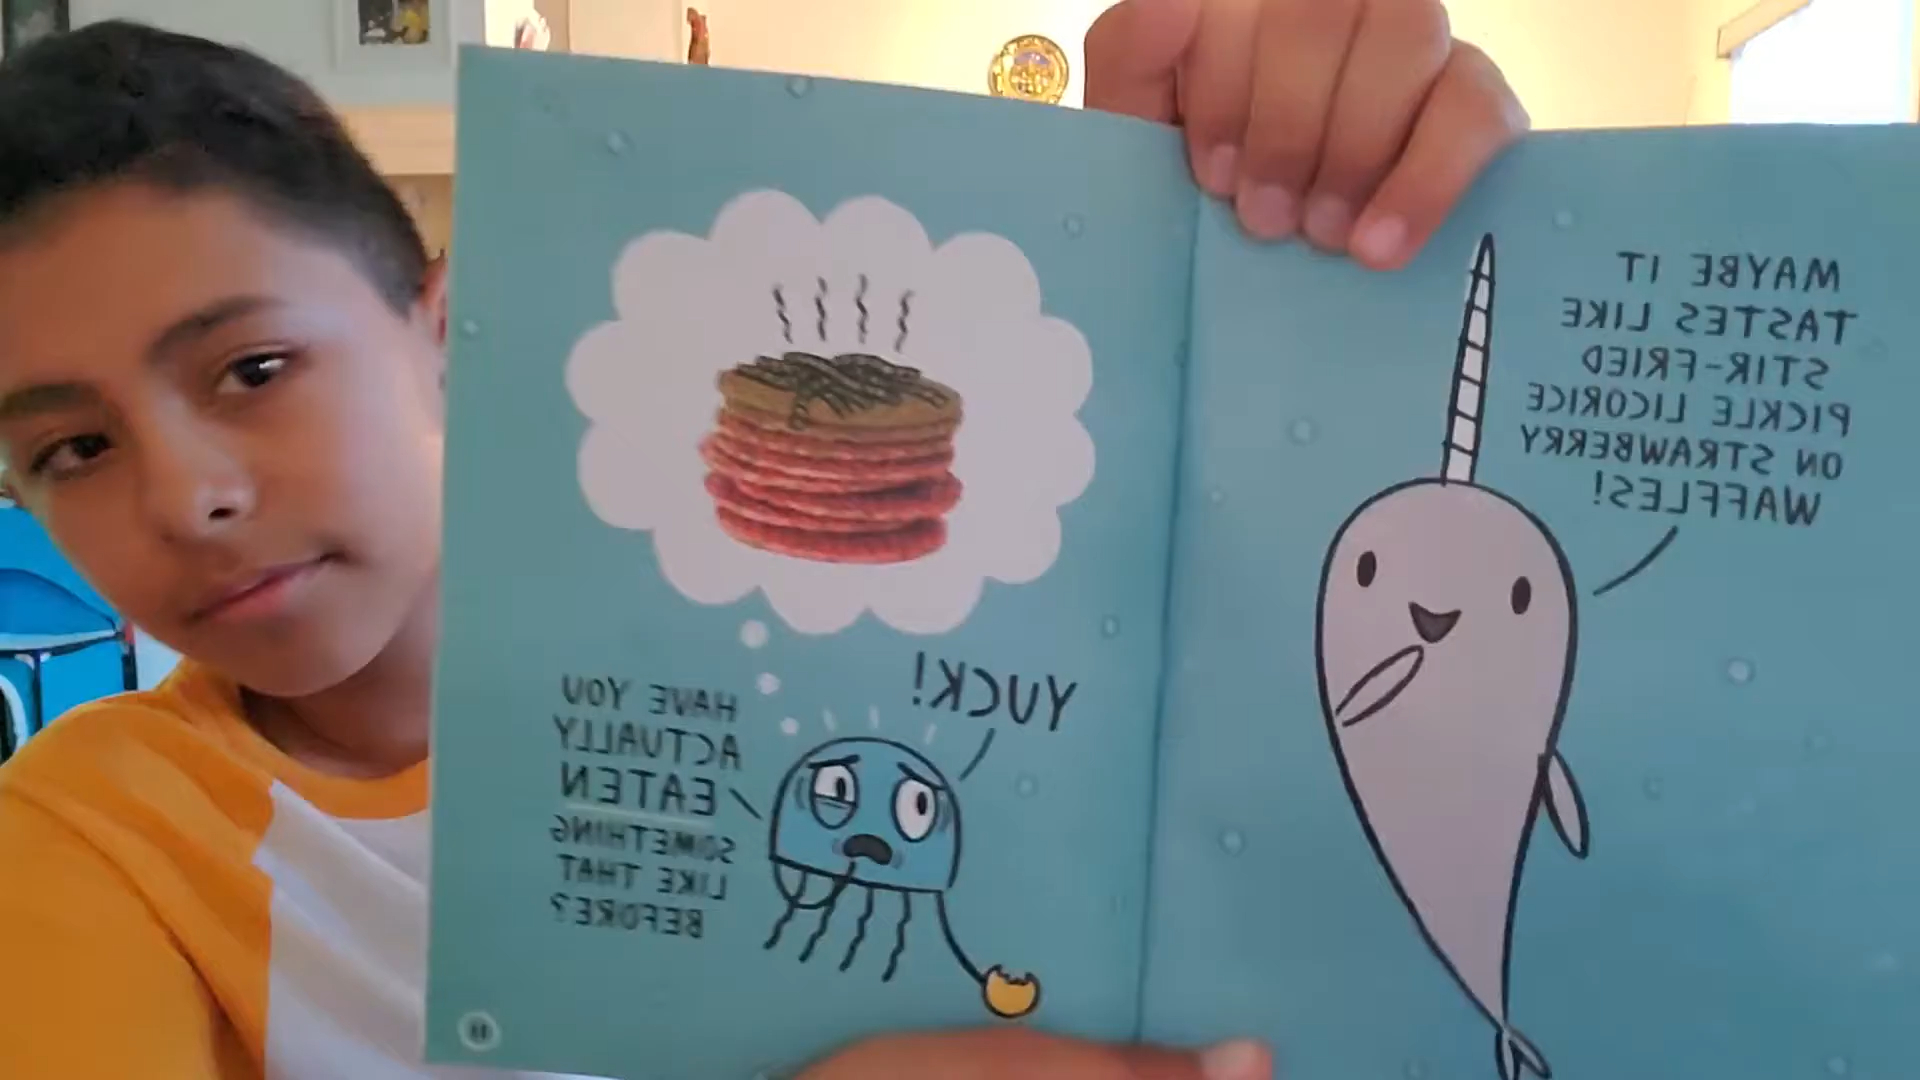 MAYBE IT
TASTES LIKE
STIR-FRIED
PICKLE LICORICE
ON STRAWBERRY
WAFFLES!
YUCK!
HAVE YOU
ACTUALLY
EATEN
SOMETHING
LIKE THAT
BEFORE?
11